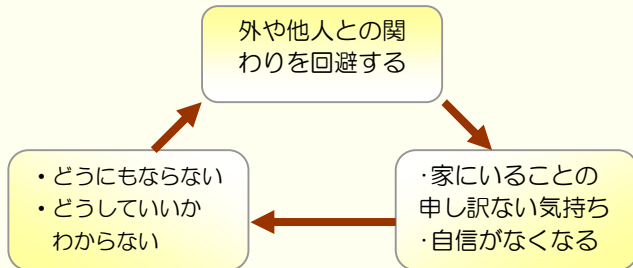 外や他人との関
わりを回避する
・どうにもならない
・どうしていいか
わからない
・家にいることの
申し訳ない気持ち
・自信がなくなる